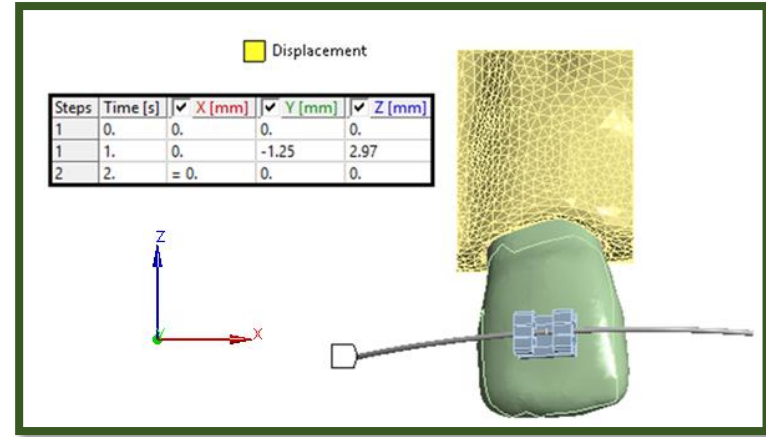 Displacement
Steps Time [s] X [mm] Y [mm] Z [mm]
1 0. 0. 0. 0.
1 1. 0. -1.25 2.97
2 2. = 0. 0. 0.
Z
Y X